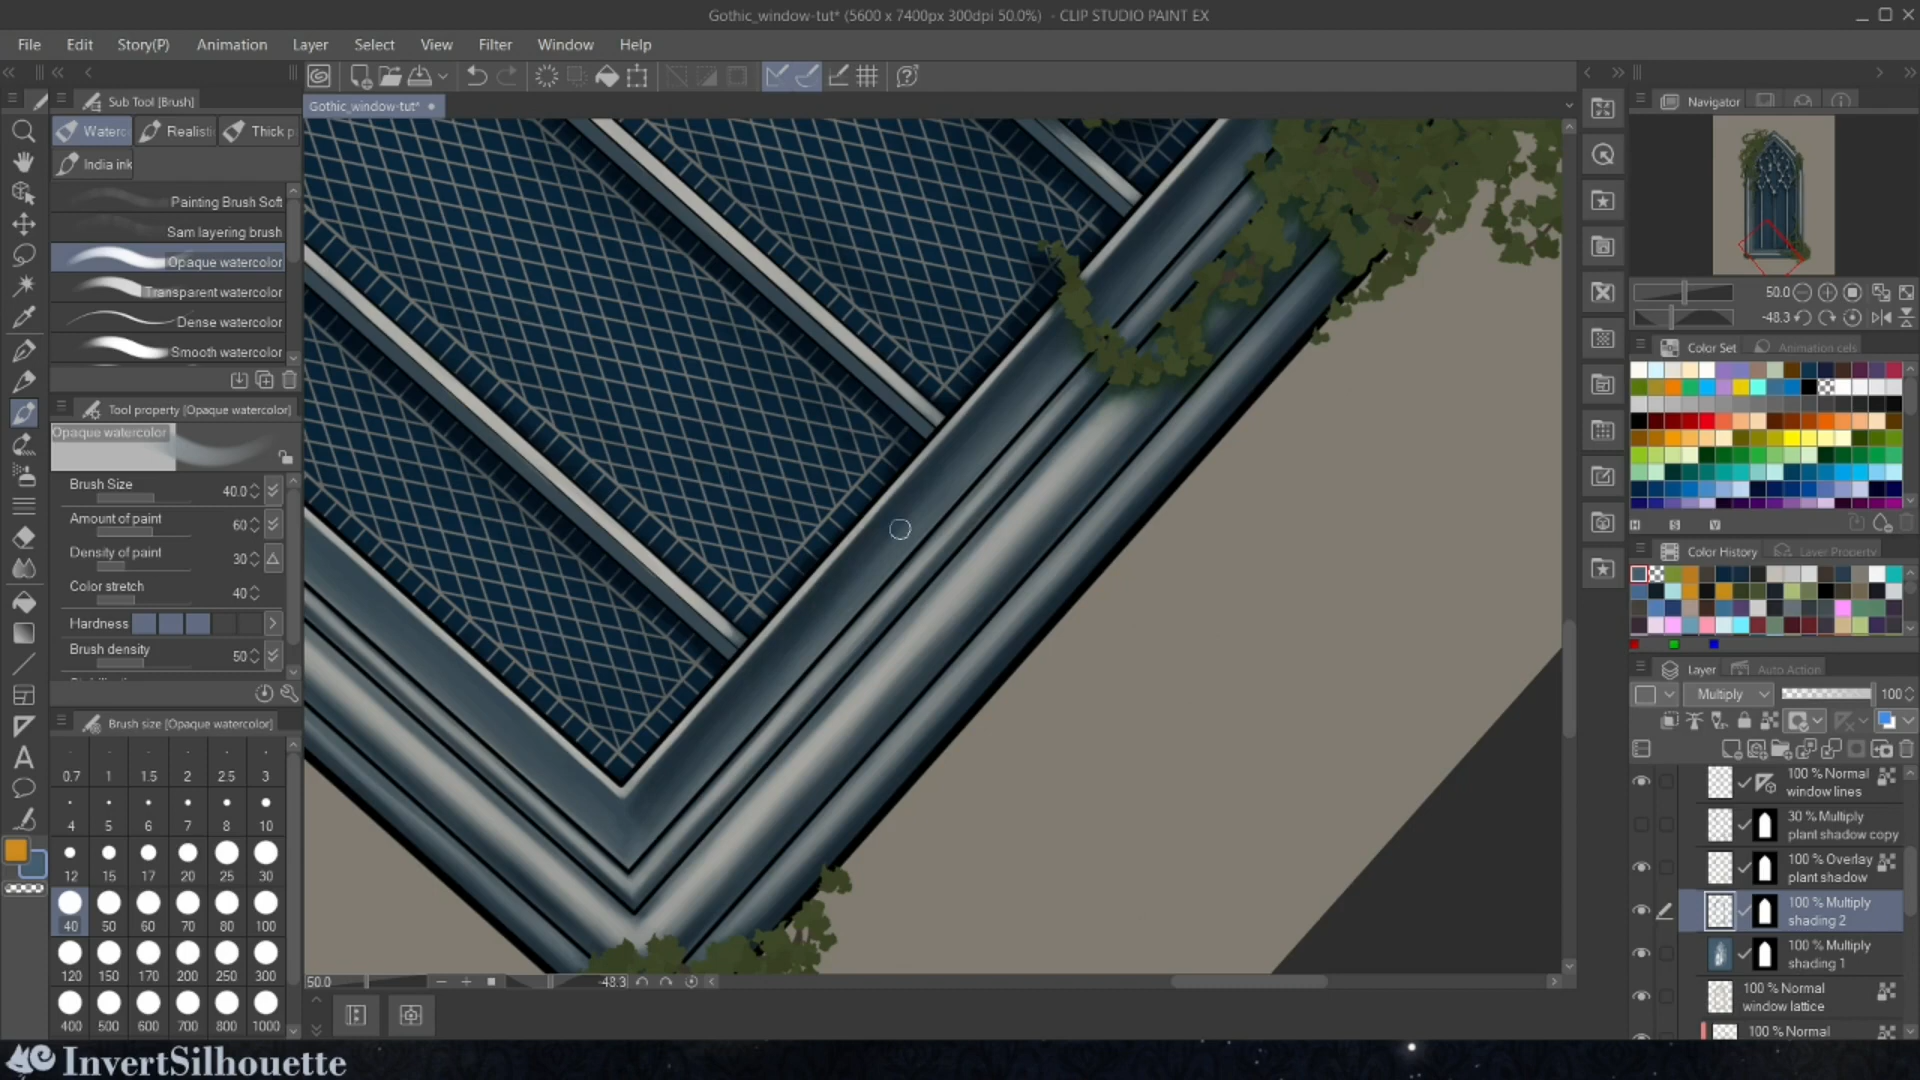 Gothic_window-tut* (5600 x 7400px 300dpi 50.0%) - CLIP STUDIO PAINT EX
File Edit Story(P) Animation Layer Select View Filter Window Help
Sub Tool [Brush]
Gothic_window-tut*
Navigator
Waterc Realisti Thick p
India ink
Painting Brush Soft
Sam layering brush
Opaque watercolor
Transparent watercolor
Dense watercolor
Smooth watercolor
Tool property [Opaque watercolor]
Opaque watercolor
Brush Size 40.0
Amount of paint 60
Density of paint 30
Color stretch 40
Hardness
Brush density 50
Brush size [Opaque watercolor]
0.7 1 1.5 2 2.5 3
4 5 6 7 8 10
12 15 17 20 25 30
40 50 60 70 80 100
120 150 170 200 250 300
400 500 600 700 800 1000
50.0
-48.3
50.0
-48.3
Color Set Animation cels
H S V
Color History Layer Property
Layer Auto Action
Multiply 100
100 % Normal
window lines
30 % Multiply
plant shadow copy
100 % Overlay
plant shadow
100 % Multiply
shading 2
100 % Multiply
shading 1
100 % Normal
window lattice
100 % Normal
InvertSilhouette